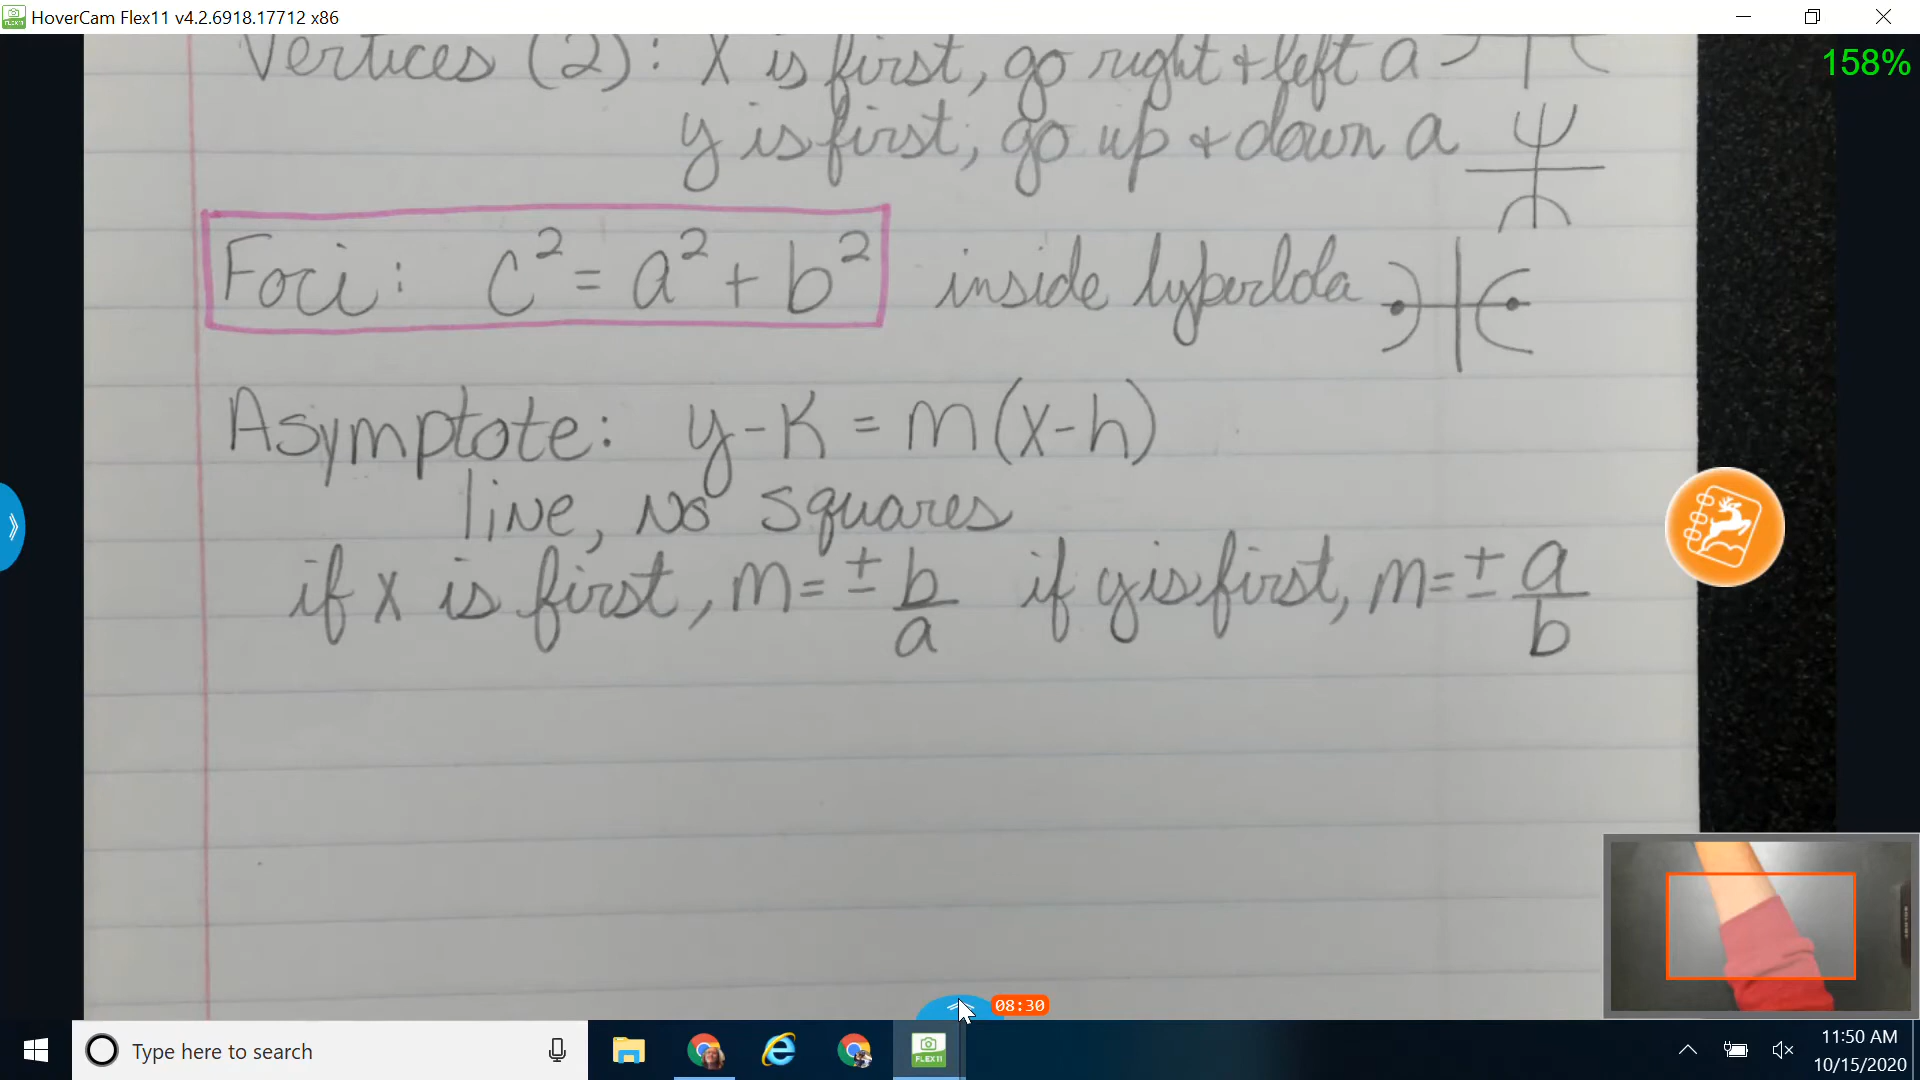 HoverCam Flex11 v4.2.6918.17712 x86
158%
Vertices (2): X is first, go right + left a
y is first, go up + down a
Foci: c² = a² + b² inside hyperbola
Asymptote: y-K = m(x-h)
line, No squares
if x is first, m = ± b/a if y is first, m = ± a/b
08:30
Type here to search
FLEX11
11:50 AM
10/15/2020